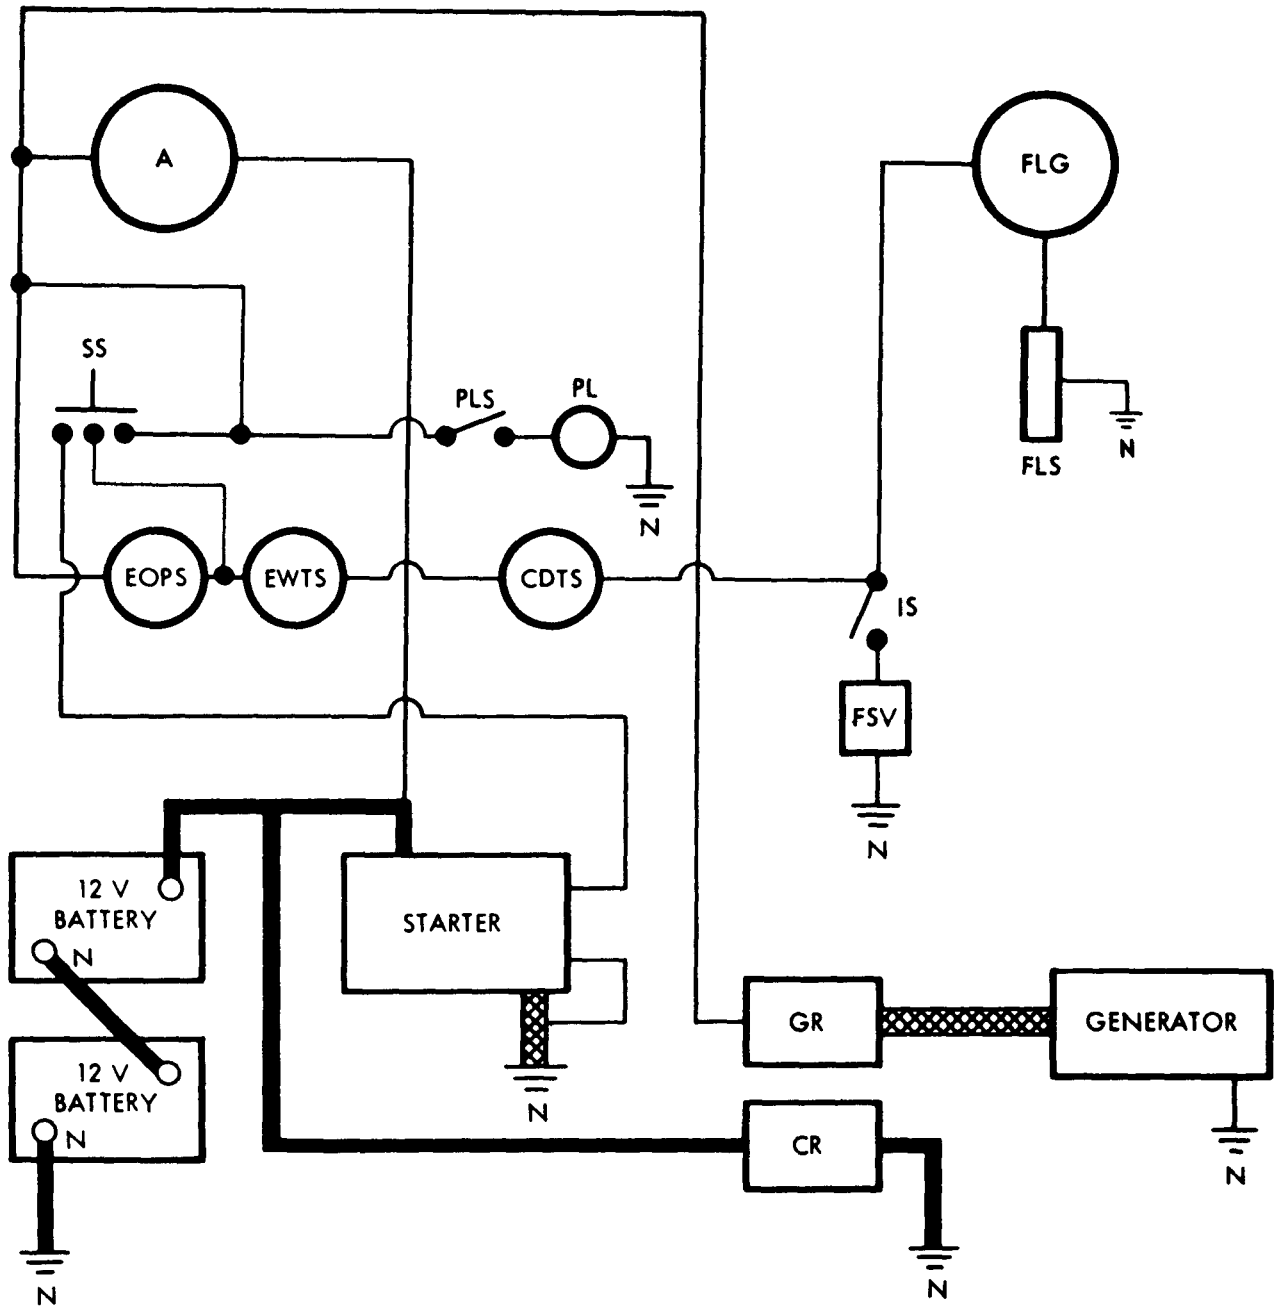 A
FLG
SS
PLS
PL
N
FLS
N
EOPS
EWTS
CDTS
IS
FSV
N
12 V
BATTERY
N
STARTER
GR
GENERATOR
12 V
BATTERY
N
N
CR
N
N
N